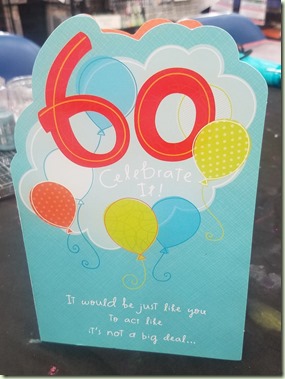 60
Celebrate
It!
It would be just like you
to act like
it's not a big deal...